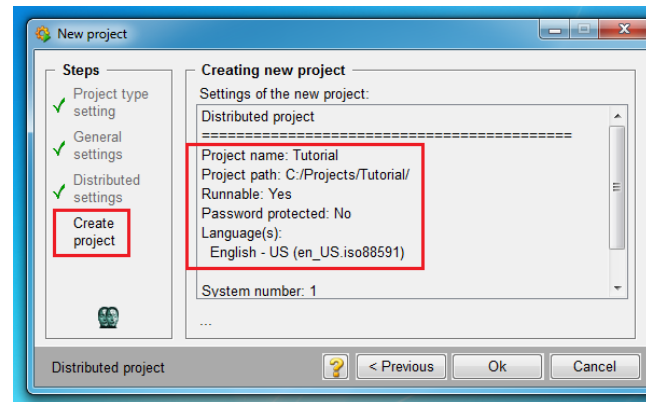 New project
Steps
Project type
setting
General
settings
Distributed
settings
Create
project
Creating new project
Settings of the new project:
Distributed project
===========================================
Project name: Tutorial
Project path: C:/Projects/Tutorial/
Runnable: Yes
Password protected: No
Language(s):
English - US (en_US.iso88591)
System number: 1
...
Distributed project
?
< Previous
Ok
Cancel